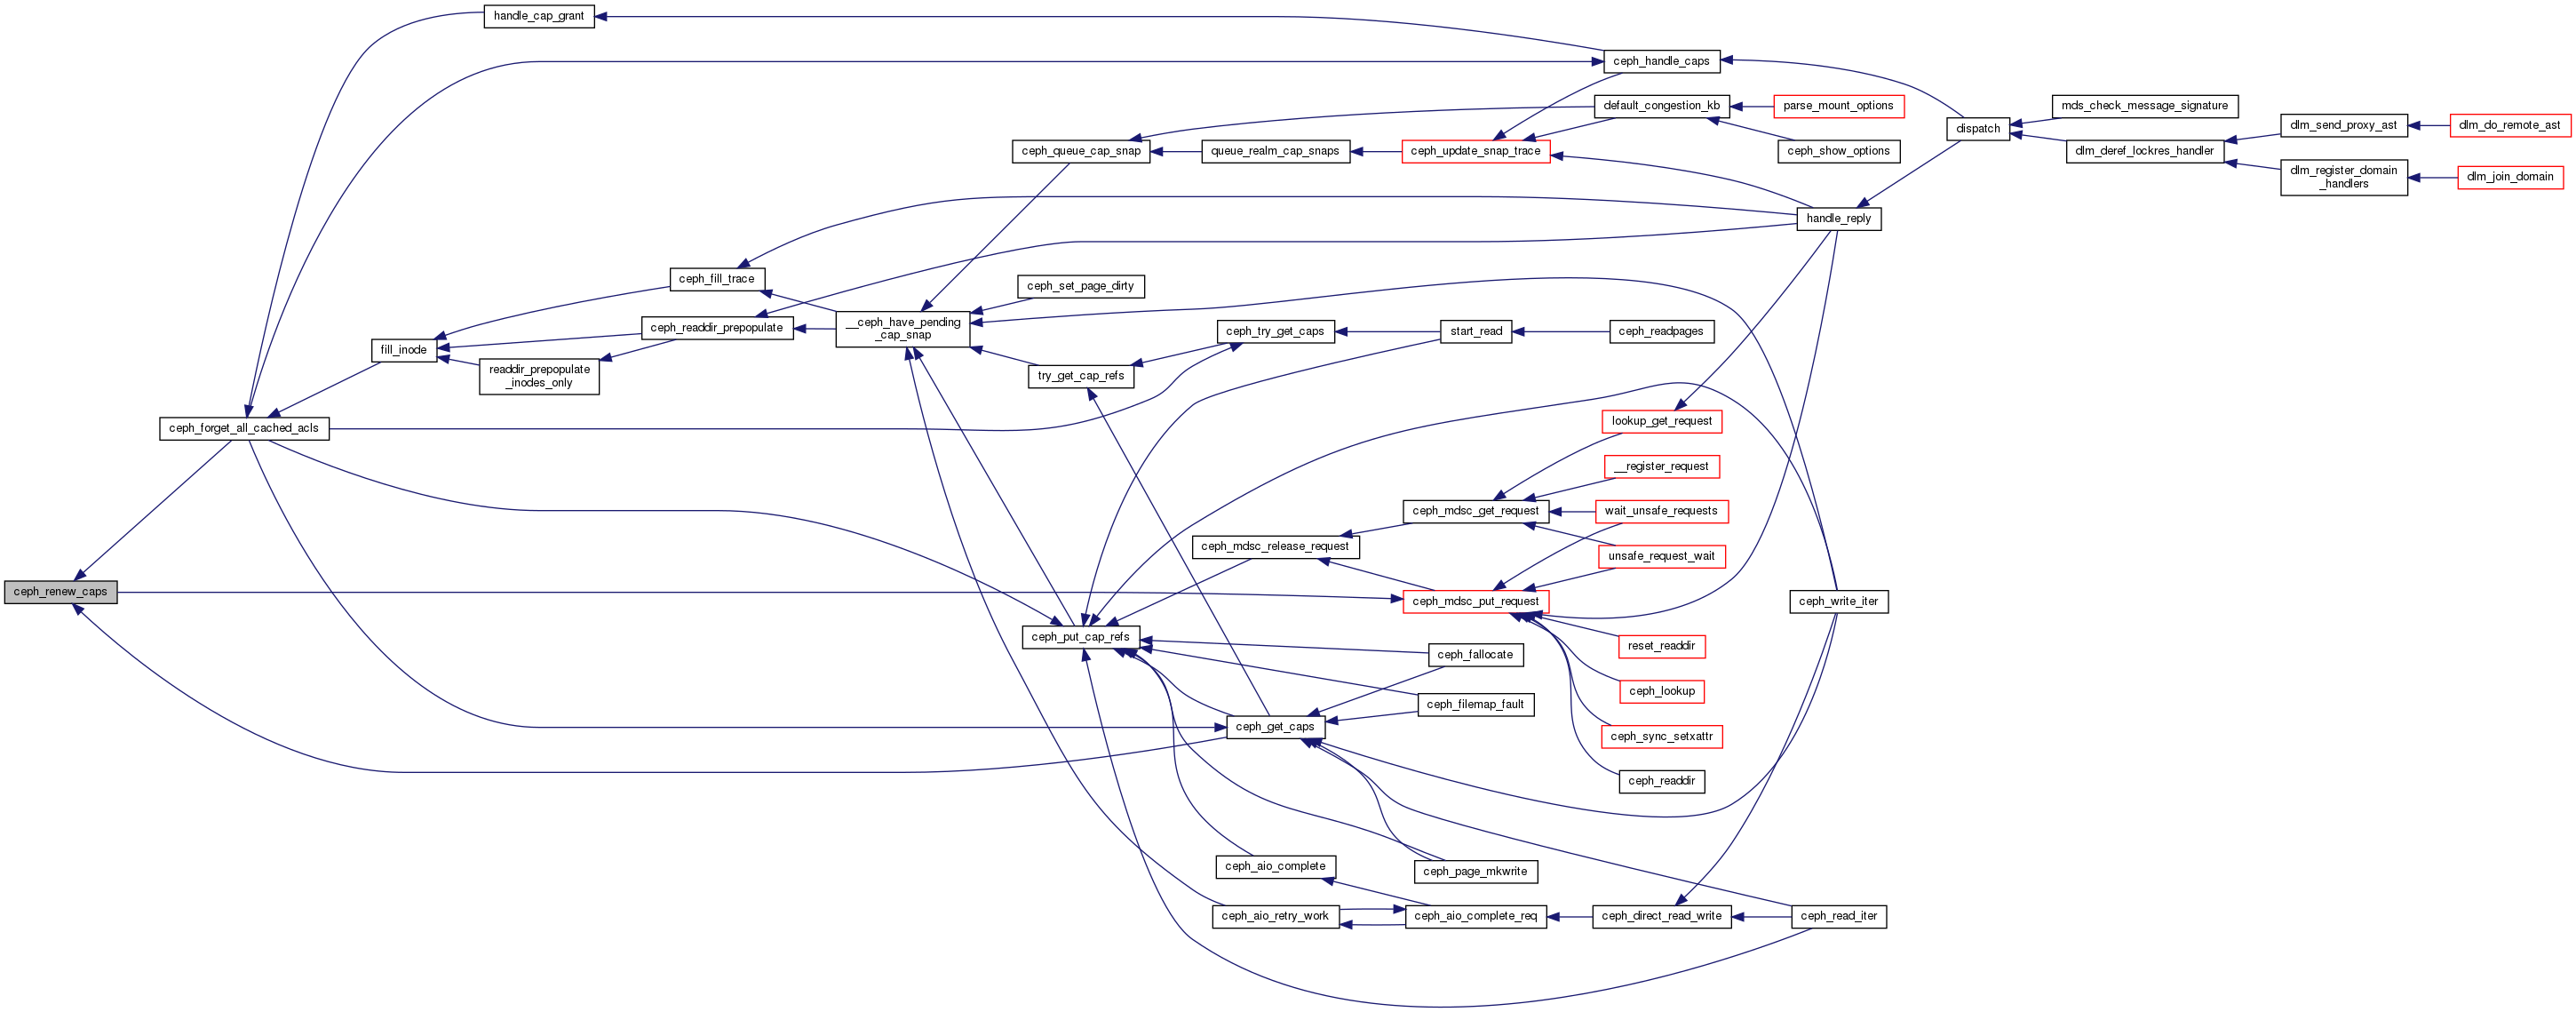 handle_cap_grant
ceph_handle_caps
default_congestion_kb
parse_mount_options
mds_check_message_signature
dispatch
dlm_send_proxy_ast
dlm_do_remote_ast
ceph_queue_cap_snap
queue_realm_cap_snaps
ceph_update_snap_trace
ceph_show_options
dlm_deref_lockres_handler
dlm_register_domain
_handlers
dlm_join_domain
handle_reply
ceph_fill_trace
ceph_set_page_dirty
ceph_readdir_prepopulate
__ceph_have_pending
_cap_snap
ceph_try_get_caps
start_read
ceph_readpages
fill_inode
readdir_prepopulate
_inodes_only
try_get_cap_refs
ceph_forget_all_cached_acls
lookup_get_request
__register_request
ceph_mdsc_get_request
wait_unsafe_requests
ceph_mdsc_release_request
unsafe_request_wait
ceph_renew_caps
ceph_mdsc_put_request
ceph_write_iter
ceph_put_cap_refs
reset_readdir
ceph_fallocate
ceph_lookup
ceph_filemap_fault
ceph_get_caps
ceph_sync_setxattr
ceph_readdir
ceph_aio_complete
ceph_page_mkwrite
ceph_aio_retry_work
ceph_aio_complete_req
ceph_direct_read_write
ceph_read_iter